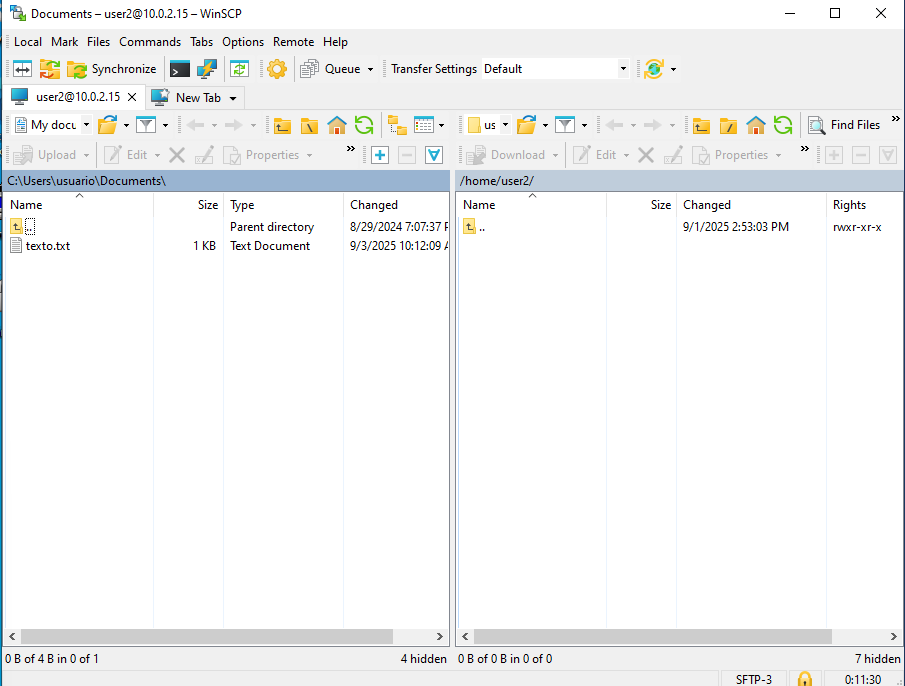 Documents – user2@10.0.2.15 – WinSCP
Local Mark Files Commands Tabs Options Remote Help
Synchronize Queue Transfer Settings Default
user2@10.0.2.15 New Tab
My docu us Find Files
Upload Edit Properties Download Edit Properties
C:\Users\usuario\Documents\ /home/user2/
Name Size Type Changed Name Size Changed Rights
.. Parent directory 8/29/2024 7:07:37 P .. 9/1/2025 2:53:03 PM rwxr-xr-x
texto.txt 1 KB Text Document 9/3/2025 10:12:09 A
0 B of 4 B in 0 of 1 4 hidden 0 B of 0 B in 0 of 0 7 hidden
SFTP-3 0:11:30